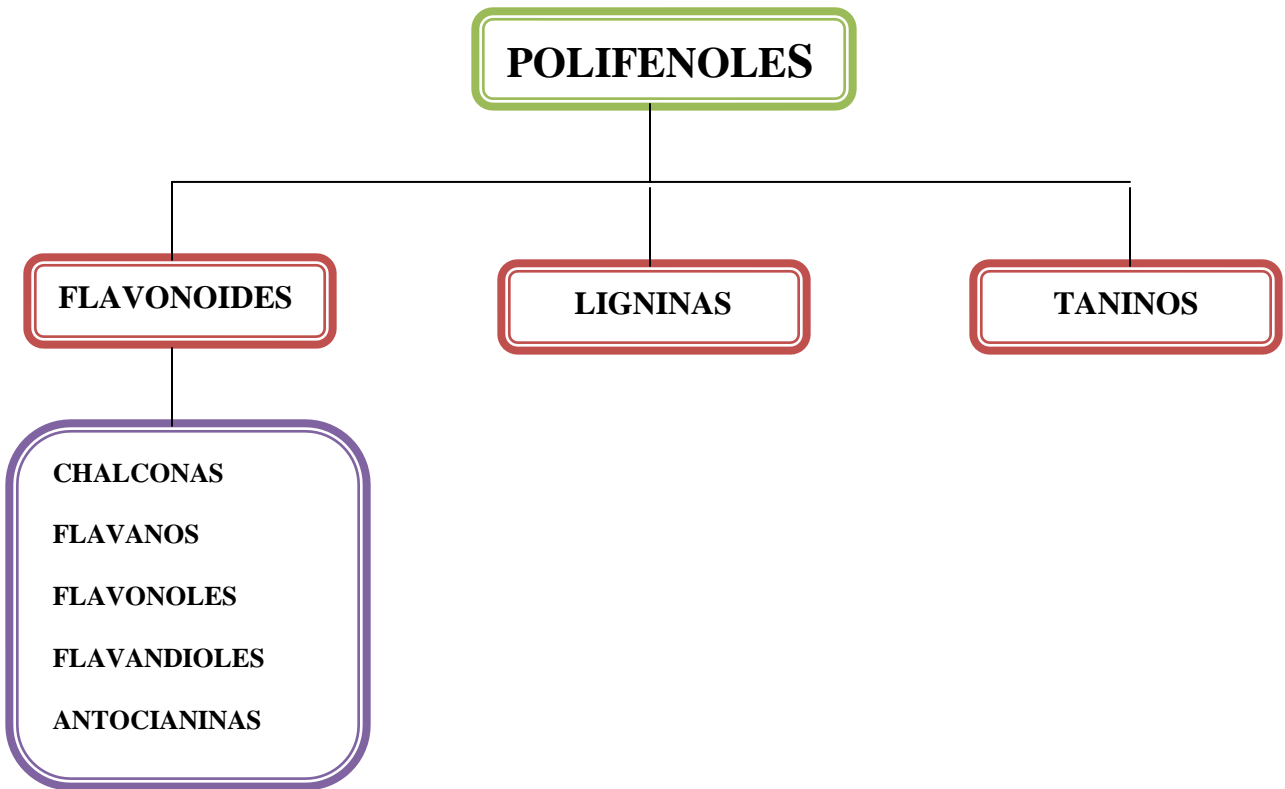 POLIFENOLES
FLAVONOIDES
LIGNINAS
TANINOS
CHALCONAS
FLAVANOS
FLAVONOLES
FLAVANDIOLES
ANTOCIANINAS